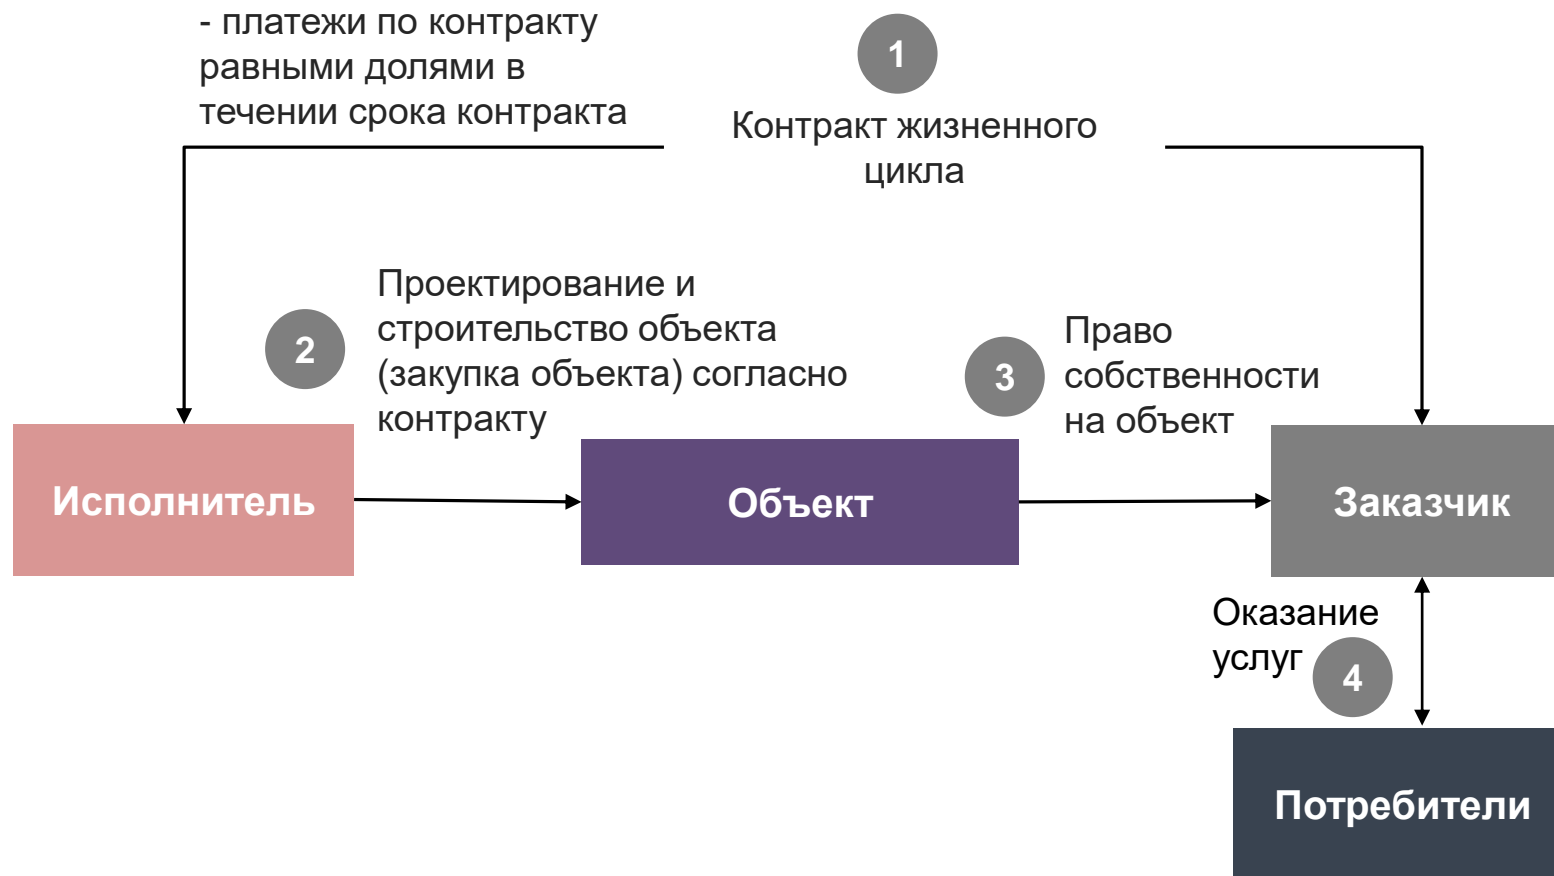 - платежи по контракту
равными долями в
течении срока контракта
1
Контракт жизненного
цикла
2
Проектирование и
строительство объекта
(закупка объекта) согласно
контракту
3
Право
собственности
на объект
Исполнитель
Объект
Заказчик
Оказание
услуг
4
Потребители